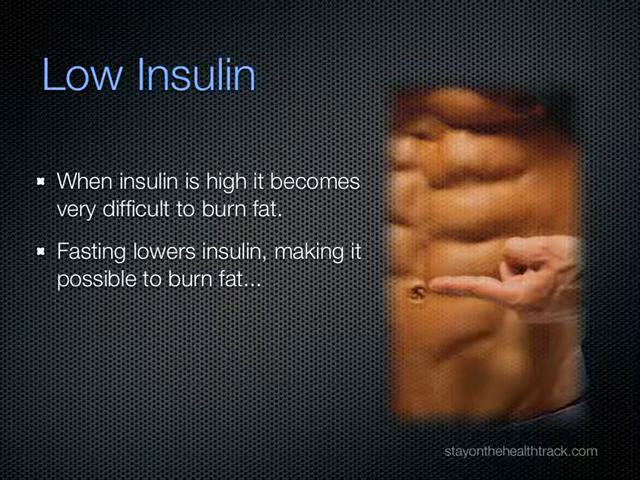 Low Insulin
When insulin is high it becomes
very difficult to burn fat.
Fasting lowers insulin, making it
possible to burn fat...
stayonthehealthtrack.com